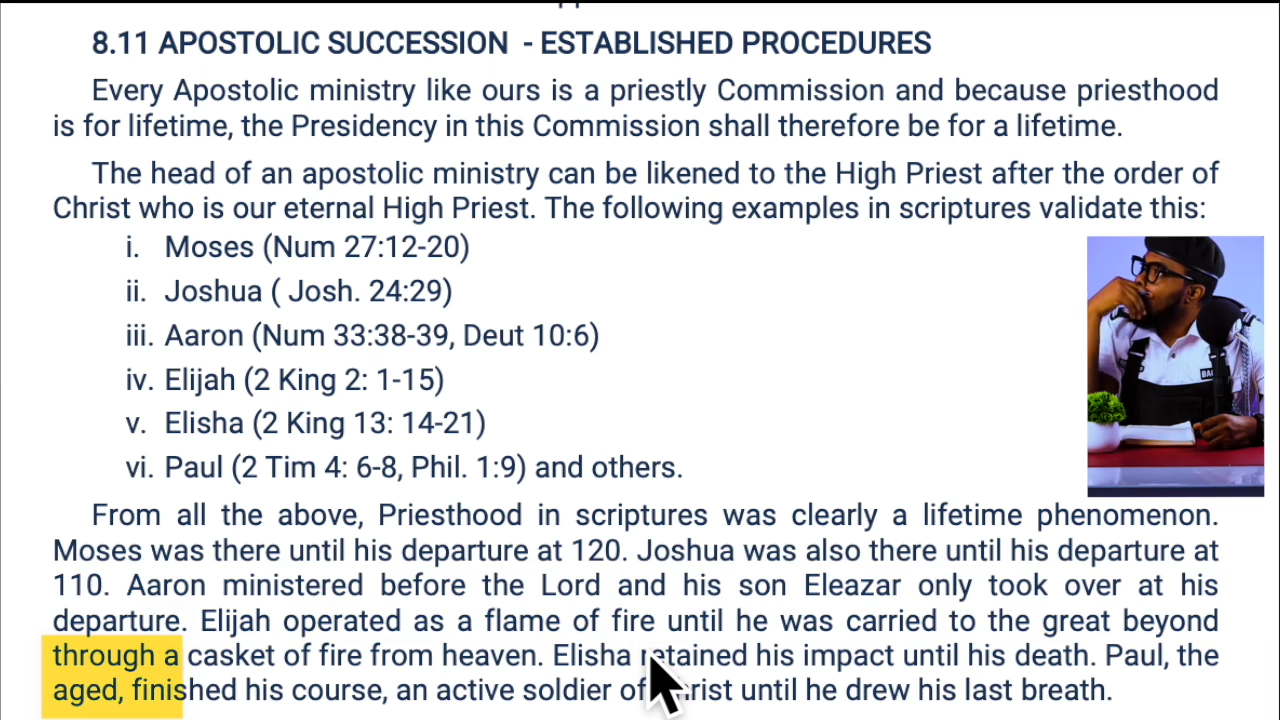 8.11 APOSTOLIC SUCCESSION - ESTABLISHED PROCEDURES
Every Apostolic ministry like ours is a priestly Commission and because priesthood
is for lifetime, the Presidency in this Commission shall therefore be for a lifetime.
The head of an apostolic ministry can be likened to the High Priest after the order of
Christ who is our eternal High Priest. The following examples in scriptures validate this:
i. Moses (Num 27:12-20)
ii. Joshua ( Josh. 24:29)
iii. Aaron (Num 33:38-39, Deut 10:6)
iv. Elijah (2 King 2: 1-15)
v. Elisha (2 King 13: 14-21)
vi. Paul (2 Tim 4: 6-8, Phil. 1:9) and others.
From all the above, Priesthood in scriptures was clearly a lifetime phenomenon.
Moses was there until his departure at 120. Joshua was also there until his departure at
110. Aaron ministered before the Lord and his son Eleazar only took over at his
departure. Elijah operated as a flame of fire until he was carried to the great beyond
through a casket of fire from heaven. Elisha retained his impact until his death. Paul, the
aged, finished his course, an active soldier of Christ until he drew his last breath.